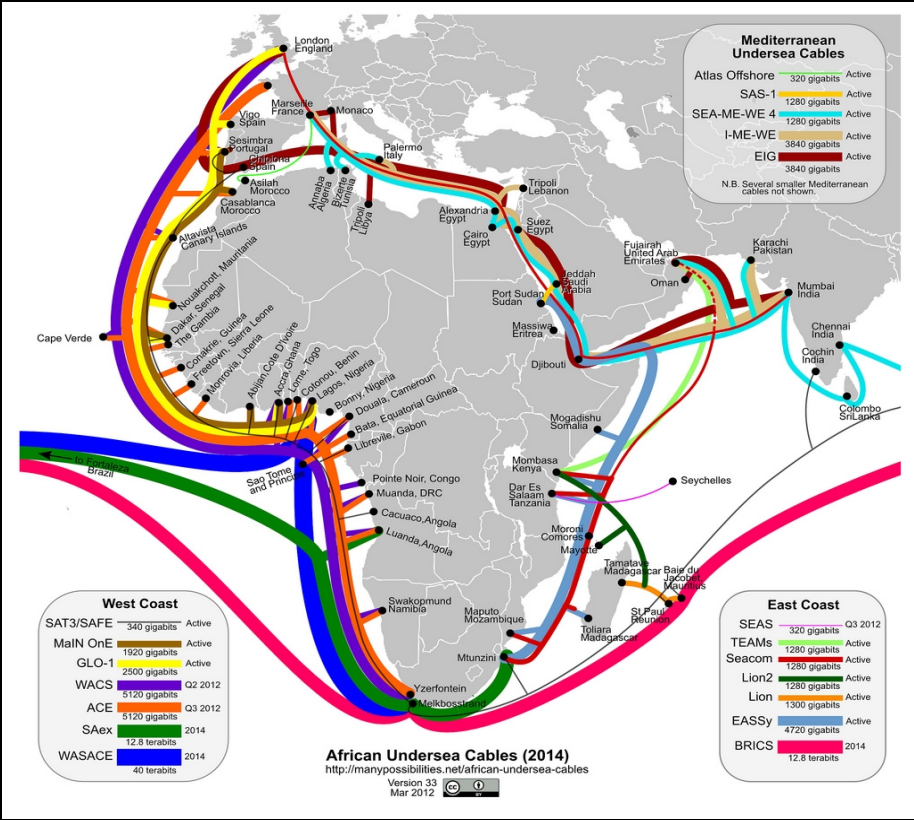 London
England
Marseille
France
Monaco
Vigo
Spain
Sesimbra
Portugal
Chipiona
Spain
Palermo
Italy
Asilah
Morocco
Casablanca
Morocco
Annaba
Algeria
Bizerte
Tunisia
Tripoli
Libya
Tripoli
Lebanon
Alexandria
Egypt
Cairo
Egypt
Suez
Egypt
Altavista
Canary Islands
Fujairah
United Arab
Emirates
Oman
Karachi
Pakistan
Mumbai
India
Jeddah
Saudi
Arabia
Port Sudan
Sudan
Massiwa
Eritrea
Djibouti
Chennai
India
Cochin
India
Colombo
SriLanka
Nouakchott, Mauntania
Dakar, Senegal
The Gambia
Cape Verde
Conakrie, Guinea
Freetown, Sierra Leone
Monrovia, Liberia
Abijan,Cote D'Ivoire
Accra,Ghana
Lome, Togo
Cotonou, Benin
Lagos, Nigeria
Bonny, Nigeria
Douala, Cameroun
Bata, Equatorial Guinea
Libreville, Gabon
Sao Tome
and Principe
to Fortaleza
Brazil
Pointe Noir, Congo
Muanda, DRC
Cacuaco,Angola
Luanda,Angola
Swakopmund
Namibia
Mogadishu
Somalia
Mombasa
Kenya
Dar Es
Salaam
Tanzania
Seychelles
Moroni
Comores
Mayotte
Tamatave
Madagascar
Baie du
Jacobet,
Mauritius
St Paul
Reunion
Toliara
Madagascar
Maputo
Mozambique
Mtunzini
Yzerfontein
Melkbosstrand
Mediterranean
Undersea Cables
Atlas Offshore 320 gigabits Active
SAS-1 1280 gigabits Active
SEA-ME-WE 4 1280 gigabits Active
I-ME-WE 3840 gigabits Active
EIG 3840 gigabits Active
N.B. Several smaller Mediterranean
cables not shown.
West Coast
SAT3/SAFE 340 gigabits Active
MaIN OnE 1920 gigabits Active
GLO-1 2500 gigabits Active
WACS 5120 gigabits Q2 2012
ACE 5120 gigabits Q3 2012
SAex 12.8 terabits 2014
WASACE 40 terabits 2014
East Coast
SEAS 320 gigabits Q3 2012
TEAMs 1280 gigabits Active
Seacom 1280 gigabits Active
Lion2 1280 gigabits Active
Lion 1300 gigabits Active
EASSy 4720 gigabits Active
BRICS 12.8 terabits 2014
African Undersea Cables (2014)
http://manypossibilities.net/african-undersea-cables
Version 33
Mar 2012
cc
BY